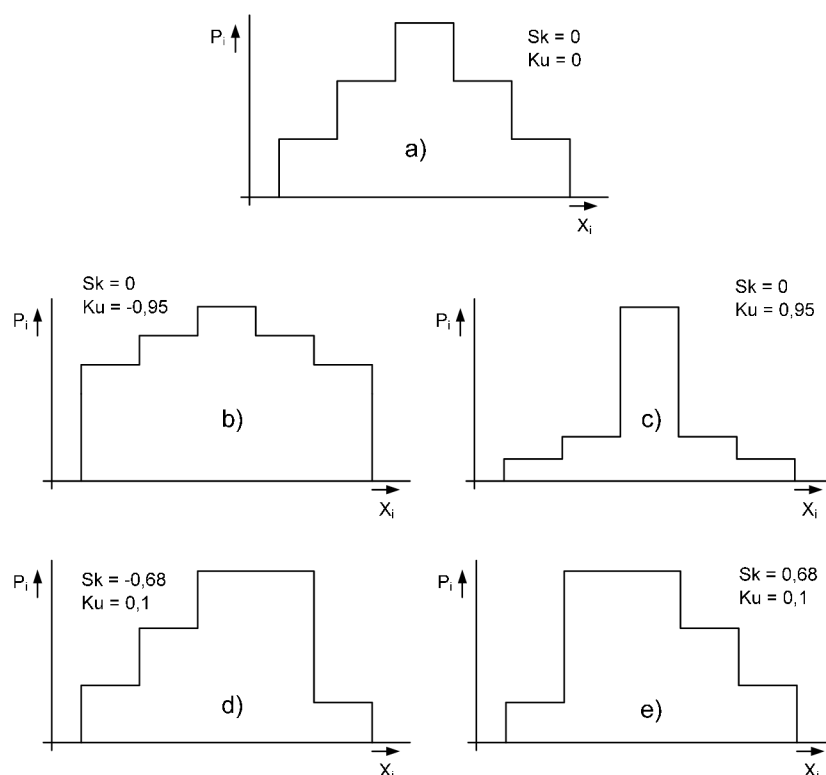 Pi
Sk = 0
Ku = 0
a)
Xi
Sk = 0
Ku = -0,95
Pi
b)
Xi
Sk = 0
Ku = 0,95
Pi
c)
Xi
Sk = -0,68
Ku = 0,1
Pi
d)
Xi
Sk = 0,68
Ku = 0,1
Pi
e)
Xi